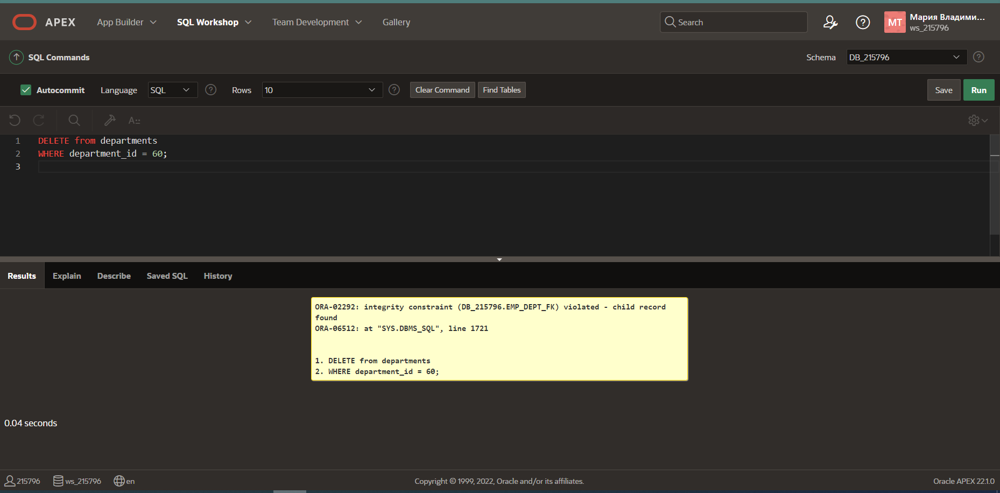 APEX App Builder SQL Workshop Team Development Gallery Search MT Мария Владими...
ws_215796
SQL Commands Schema DB_215796
Autocommit Language SQL Rows 10 Clear Command Find Tables Save Run
A::
1 DELETE from departments
2 WHERE department_id = 60;
3
Results Explain Describe Saved SQL History
ORA-02292: integrity constraint (DB_215796.EMP_DEPT_FK) violated - child record
found
ORA-06512: at "SYS.DBMS_SQL", line 1721
1. DELETE from departments
2. WHERE department_id = 60;
0.04 seconds
215796 ws_215796 en Copyright © 1999, 2022, Oracle and/or its affiliates. Oracle APEX 22.1.0